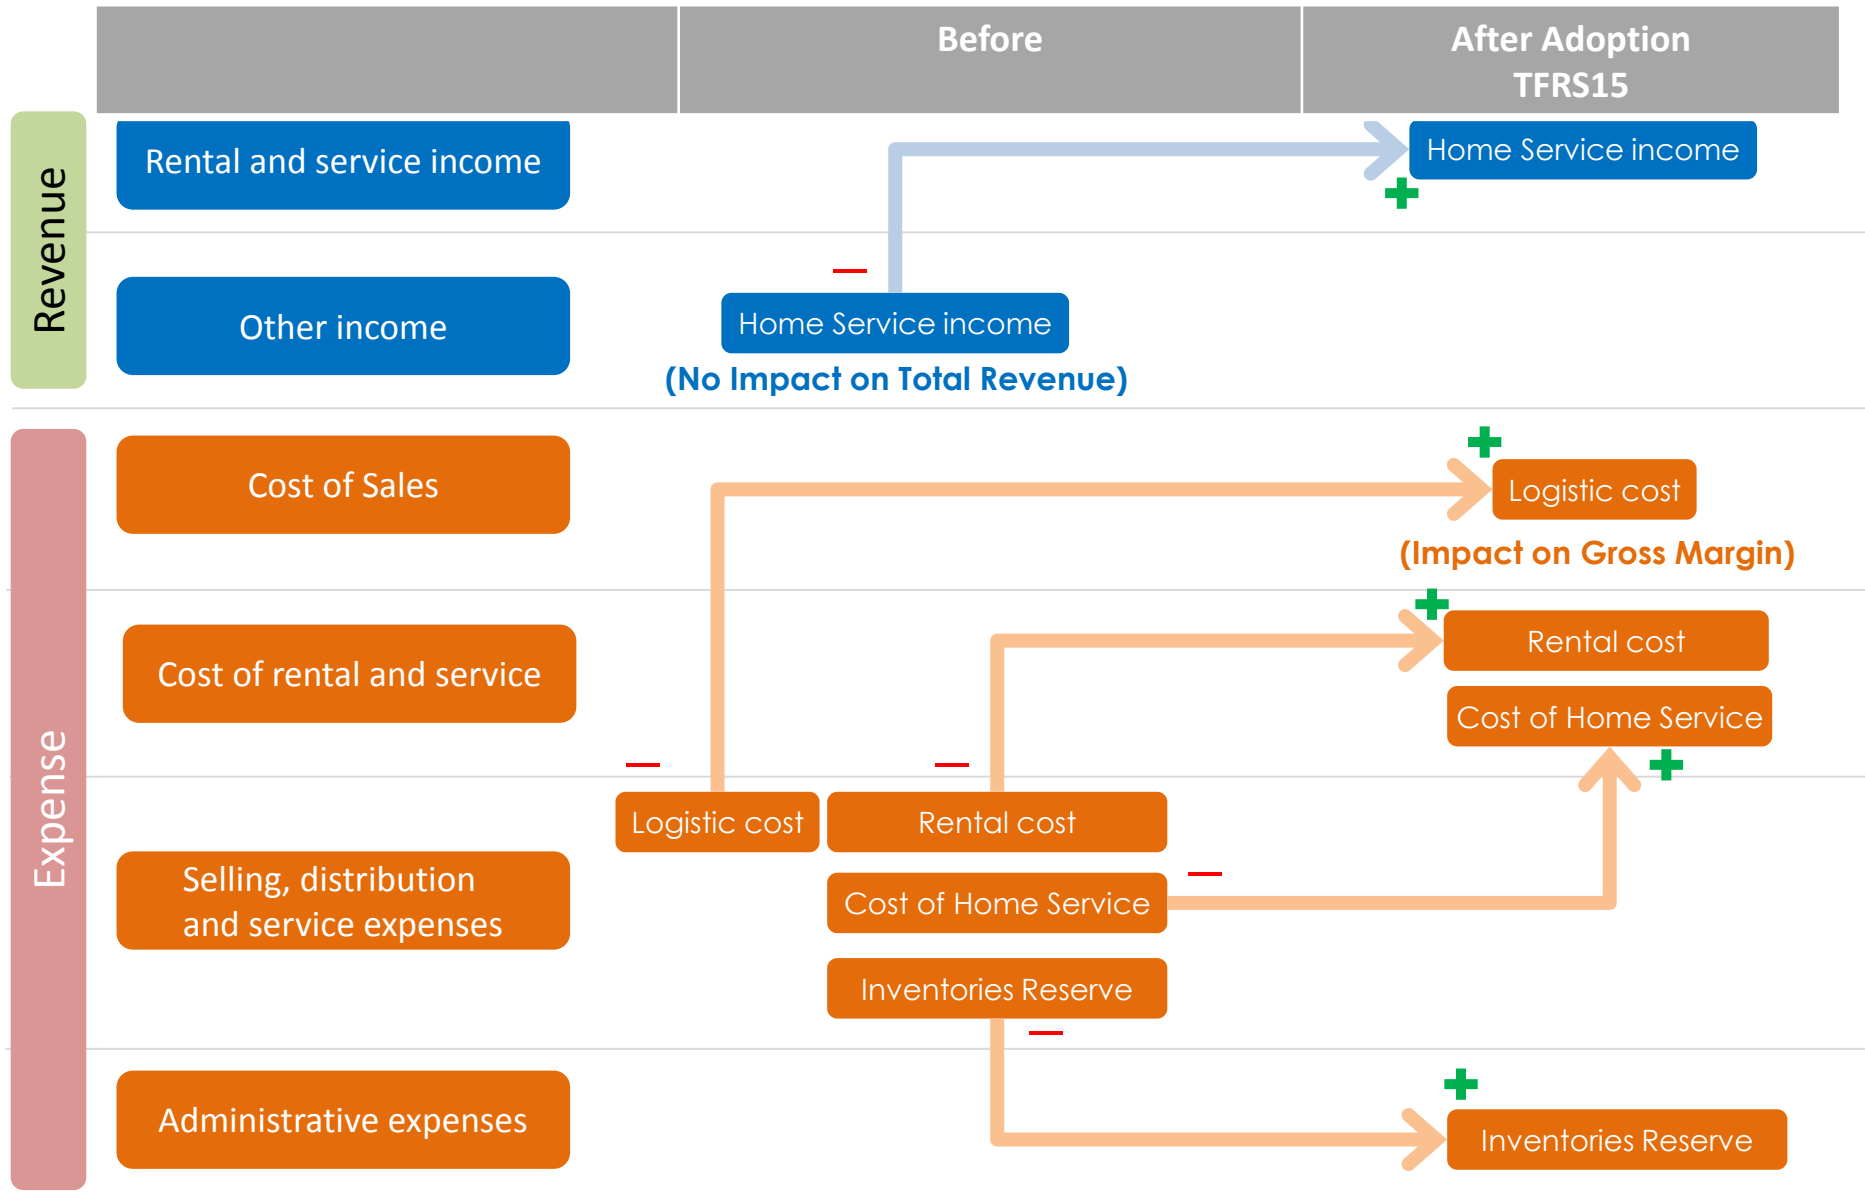 Before
After Adoption
TFRS15
Revenue
Rental and service income
Home Service income
Other income
Home Service income
(No Impact on Total Revenue)
Expense
Cost of Sales
Logistic cost
(Impact on Gross Margin)
Cost of rental and service
Rental cost
Cost of Home Service
Selling, distribution
and service expenses
Logistic cost
Rental cost
Cost of Home Service
Inventories Reserve
Administrative expenses
Inventories Reserve